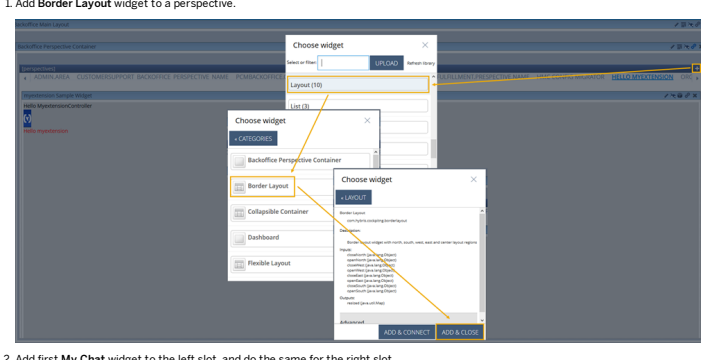 1. Add Border Layout widget to a perspective.
Backoffice Main Layout
Backoffice Perspective Container
[perspectives]
ADMIN AREA CUSTOMERSUPPORT BACKOFFICE PERSPECTIVE NAME PCMBACKOFFICE
FULFILLMENT.PERSPECTIVE.NAME
HELLO MYEXTENSION
myextension Sample Widget
Hello MyextensionController
Hello myextension
Choose widget
Select or filter:
UPLOAD
Refresh library
Layout (10)
List (3)
Choose widget
« CATEGORIES
Backoffice Perspective Container
Border Layout
Collapsible Container
Dashboard
Flexible Layout
Choose widget
« LAYOUT
Border Layout
com.hybris.cockpitng.borderlayout
Description:
Border layout widget with north, south, west, east and center layout regions
Inputs:
closeNorth (java.lang.Object)
openNorth (java.lang.Object)
closeWest (java.lang.Object)
openWest (java.lang.Object)
closeEast (java.lang.Object)
openEast (java.lang.Object)
closeSouth (java.lang.Object)
openSouth (java.lang.Object)
Outputs:
resized (java.util.Map)
Advanced
ADD & CONNECT
ADD & CLOSE
2. Add first My Chat widget to the left slot, and do the same for the right slot.